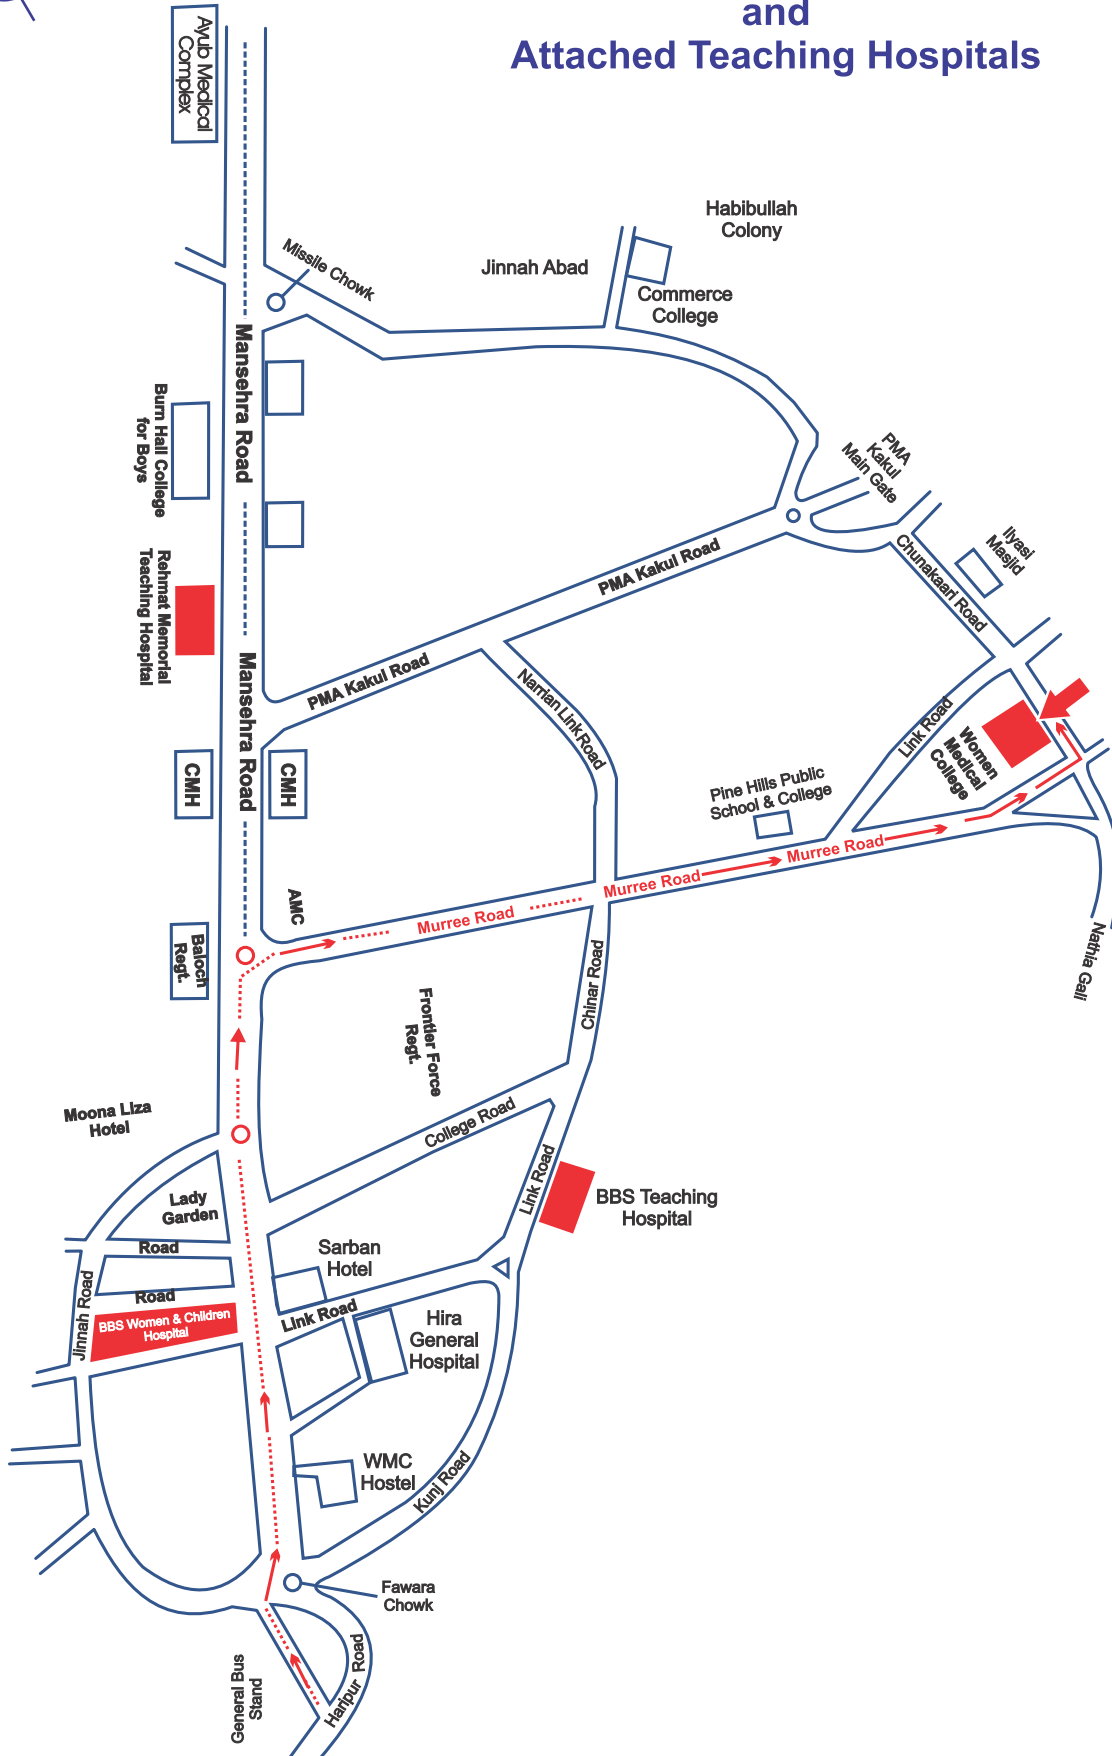 and
Attached Teaching Hospitals
Ayub Medical
Complex
Habibullah
Colony
Missile Chowk
Jinnah Abad
Commerce
College
Mansehra Road
Burn Hall College
for Boys
PMA
Kakul
Main Gate
Ilyasi
Masjid
Chunakaari Road
PMA Kakul Road
Rehmat Memorial
Teaching Hospital
PMA Kakul Road
Mansehra Road
Narrian Link Road
Link Road
Women
Medical
College
CMH
CMH
Pine Hills Public
School & College
Murree Road
Murree Road
Murree Road
AMC
Baloch
Regt.
Nathia Gali
Chinar Road
Frontier Force
Regt.
Moona Liza
Hotel
College Road
Link Road
BBS Teaching
Hospital
Lady
Garden
Road
Sarban
Hotel
Road
Jinnah Road
BBS Women & Children
Hospital
Link Road
Hira
General
Hospital
WMC
Hostel
Kunj Road
Fawara
Chowk
General Bus
Stand
Haripur Road